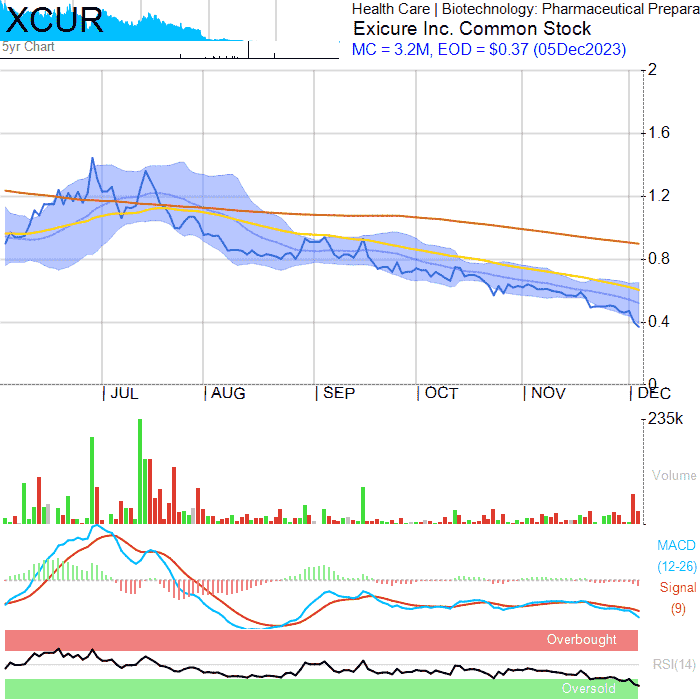 XCUR
Health Care | Biotechnology: Pharmaceutical Prepara
Exicure Inc. Common Stock
5yr Chart
MC = 3.2M, EOD = $0.37 (05Dec2023)
2
1.6
1.2
0.8
0.4
0
| JUL | AUG | SEP | OCT | NOV | DEC
235k
Volume
MACD
(12-26)
Signal
(9)
Overbought
RSI(14)
Oversold